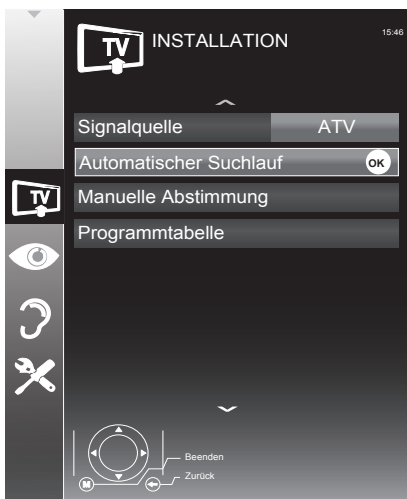 TV
INSTALLATION
15:46
Signalquelle ATV
Automatischer Suchlauf OK
Manuelle Abstimmung
TV
Programmtabelle
Beenden
M
Zurück